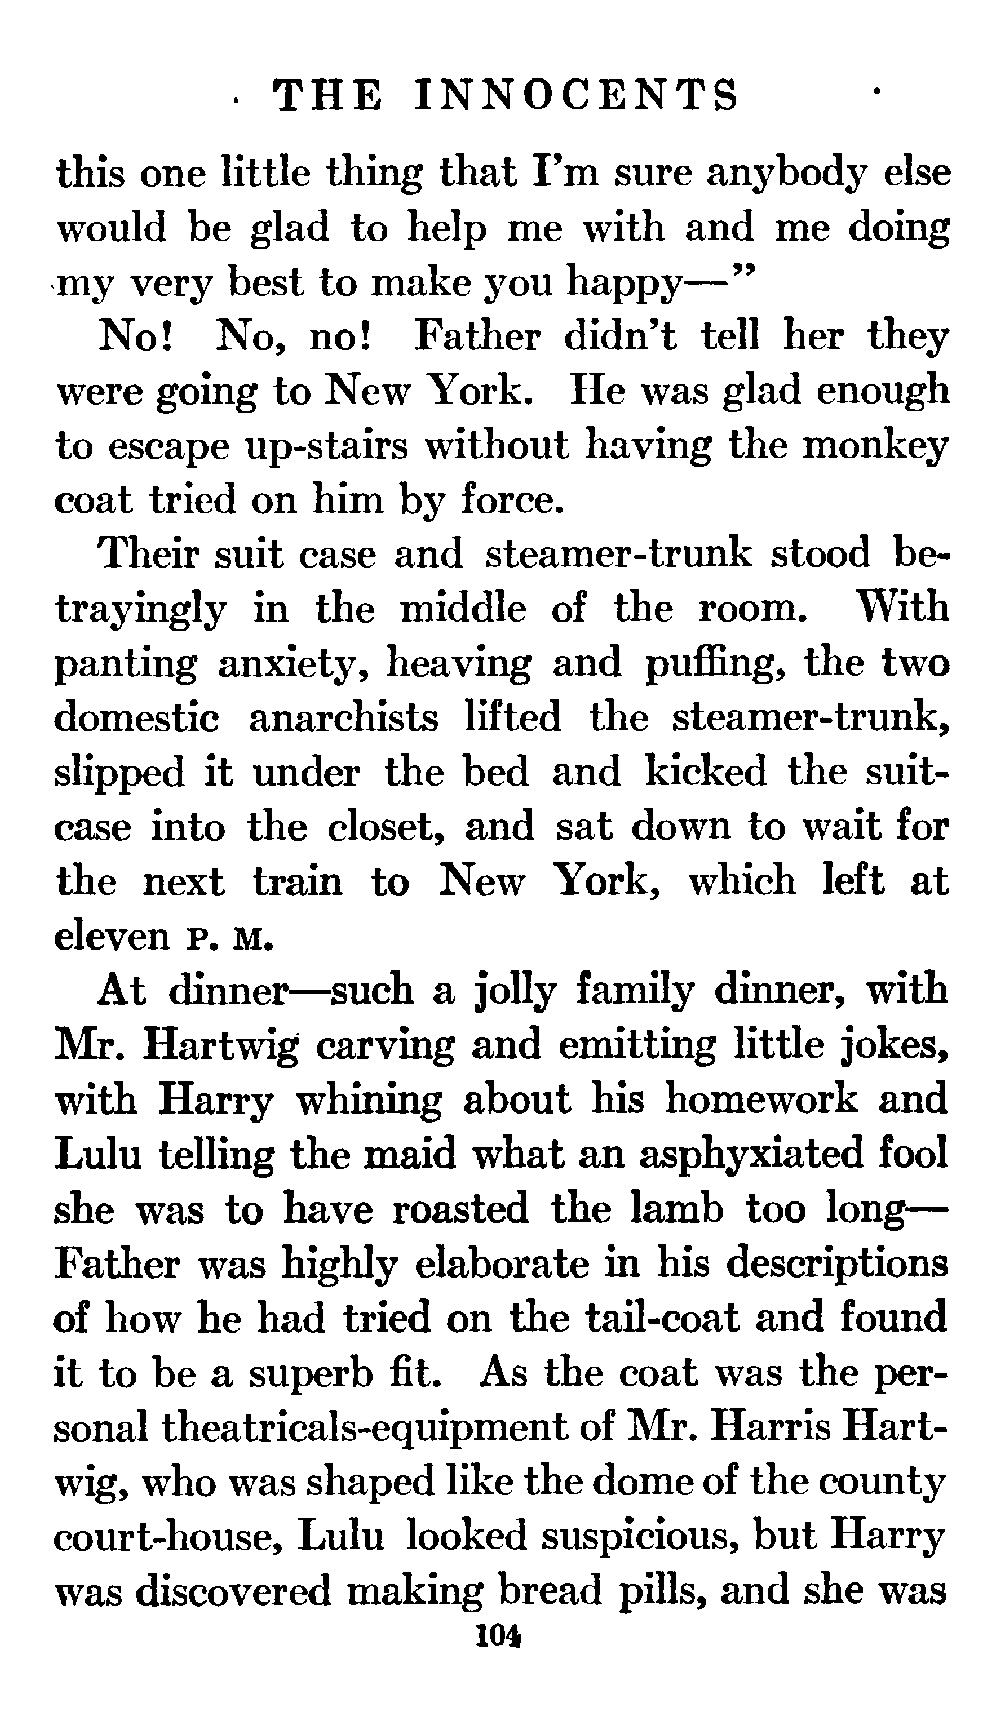 THE INNOCENTS
this one little thing that I'm sure anybody else
would be glad to help me with and me doing
my very best to make you happy—"
No! No, no! Father didn't tell her they
were going to New York. He was glad enough
to escape up-stairs without having the monkey
coat tried on him by force.
Their suit case and steamer-trunk stood be-
trayingly in the middle of the room. With
panting anxiety, heaving and puffing, the two
domestic anarchists lifted the steamer-trunk,
slipped it under the bed and kicked the suit-
case into the closet, and sat down to wait for
the next train to New York, which left at
eleven P. M.
At dinner—such a jolly family dinner, with
Mr. Hartwig carving and emitting little jokes,
with Harry whining about his homework and
Lulu telling the maid what an asphyxiated fool
she was to have roasted the lamb too long—
Father was highly elaborate in his descriptions
of how he had tried on the tail-coat and found
it to be a superb fit. As the coat was the per-
sonal theatricals-equipment of Mr. Harris Hart-
wig, who was shaped like the dome of the county
court-house, Lulu looked suspicious, but Harry
was discovered making bread pills, and she was
104